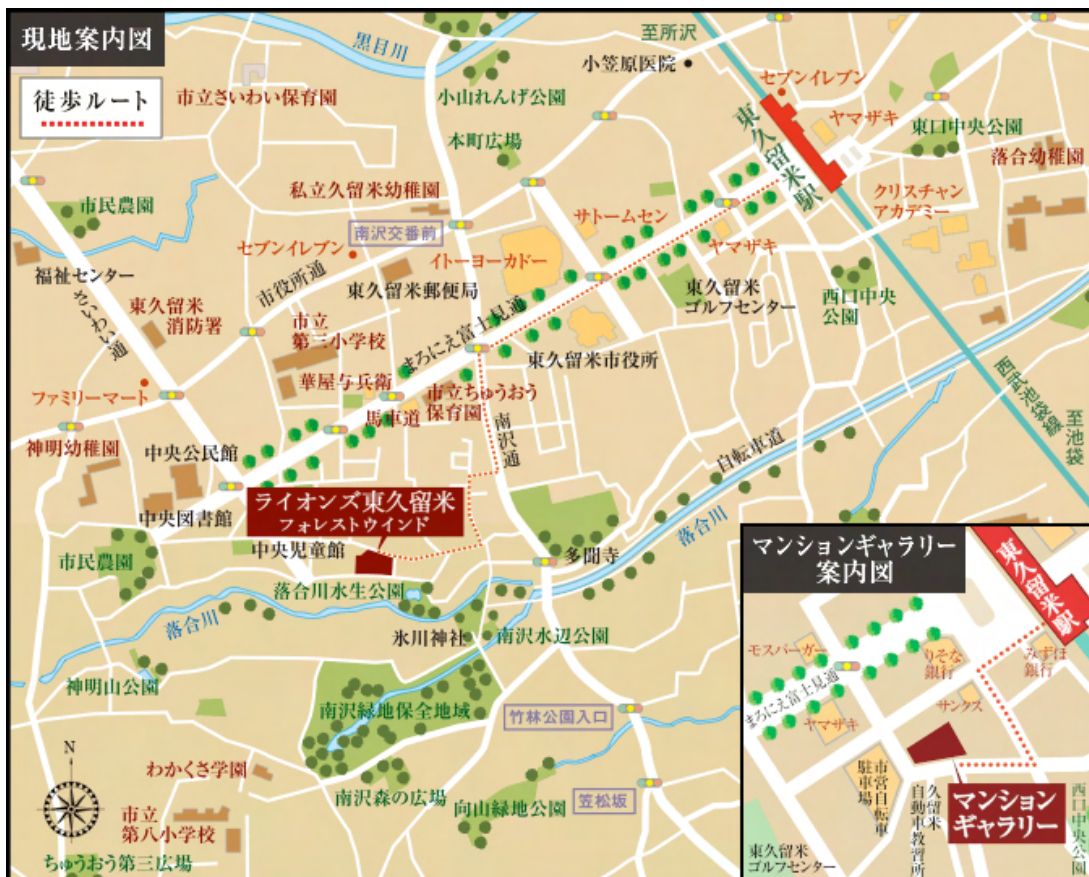 現地案内図
徒歩ルート
黒目川
至所沢
小笠原医院
セブンイレブン
市立さいわい保育園
小山れんげ公園
ヤマザキ
東久留米駅
東口中央公園
本町広場
落合幼稚園
私立久留米幼稚園
市民農園
サトームセン
クリスチャン
アカデミー
南沢交番前
セブンイレブン
イトーヨーカドー
ヤマザキ
福祉センター
さいわい通
市役所通
東久留米郵便局
東久留米
ゴルフセンター
西口中央
公園
東久留米
消防署
市立
第三小学校
まろにえ富士見通
東久留米市役所
華屋与兵衛
ファミリーマート
馬車道
市立ちゅうおう
保育園
南沢通
西武池袋線
至池袋
神明幼稚園
中央公民館
自転車道
ライオンズ東久留米
フォレストウインド
中央図書館
中央児童館
市民農園
多聞寺
落合川
落合川水生公園
落合川
氷川神社
南沢水辺公園
神明山公園
南沢緑地保全地域
竹林公園入口
N
わかくさ学園
南沢森の広場
向山緑地公園
笠松坂
市立
第八小学校
ちゅうおう第三広場
マンションギャラリー
案内図
東久留米駅
モスバーガー
りそな
銀行
みずほ
銀行
まろにえ富士見通
ヤマザキ
サンクス
市営自転車
駐車場
久留米
自動車教習所
マンション
ギャラリー
西口中央公園
東久留米
ゴルフセンター